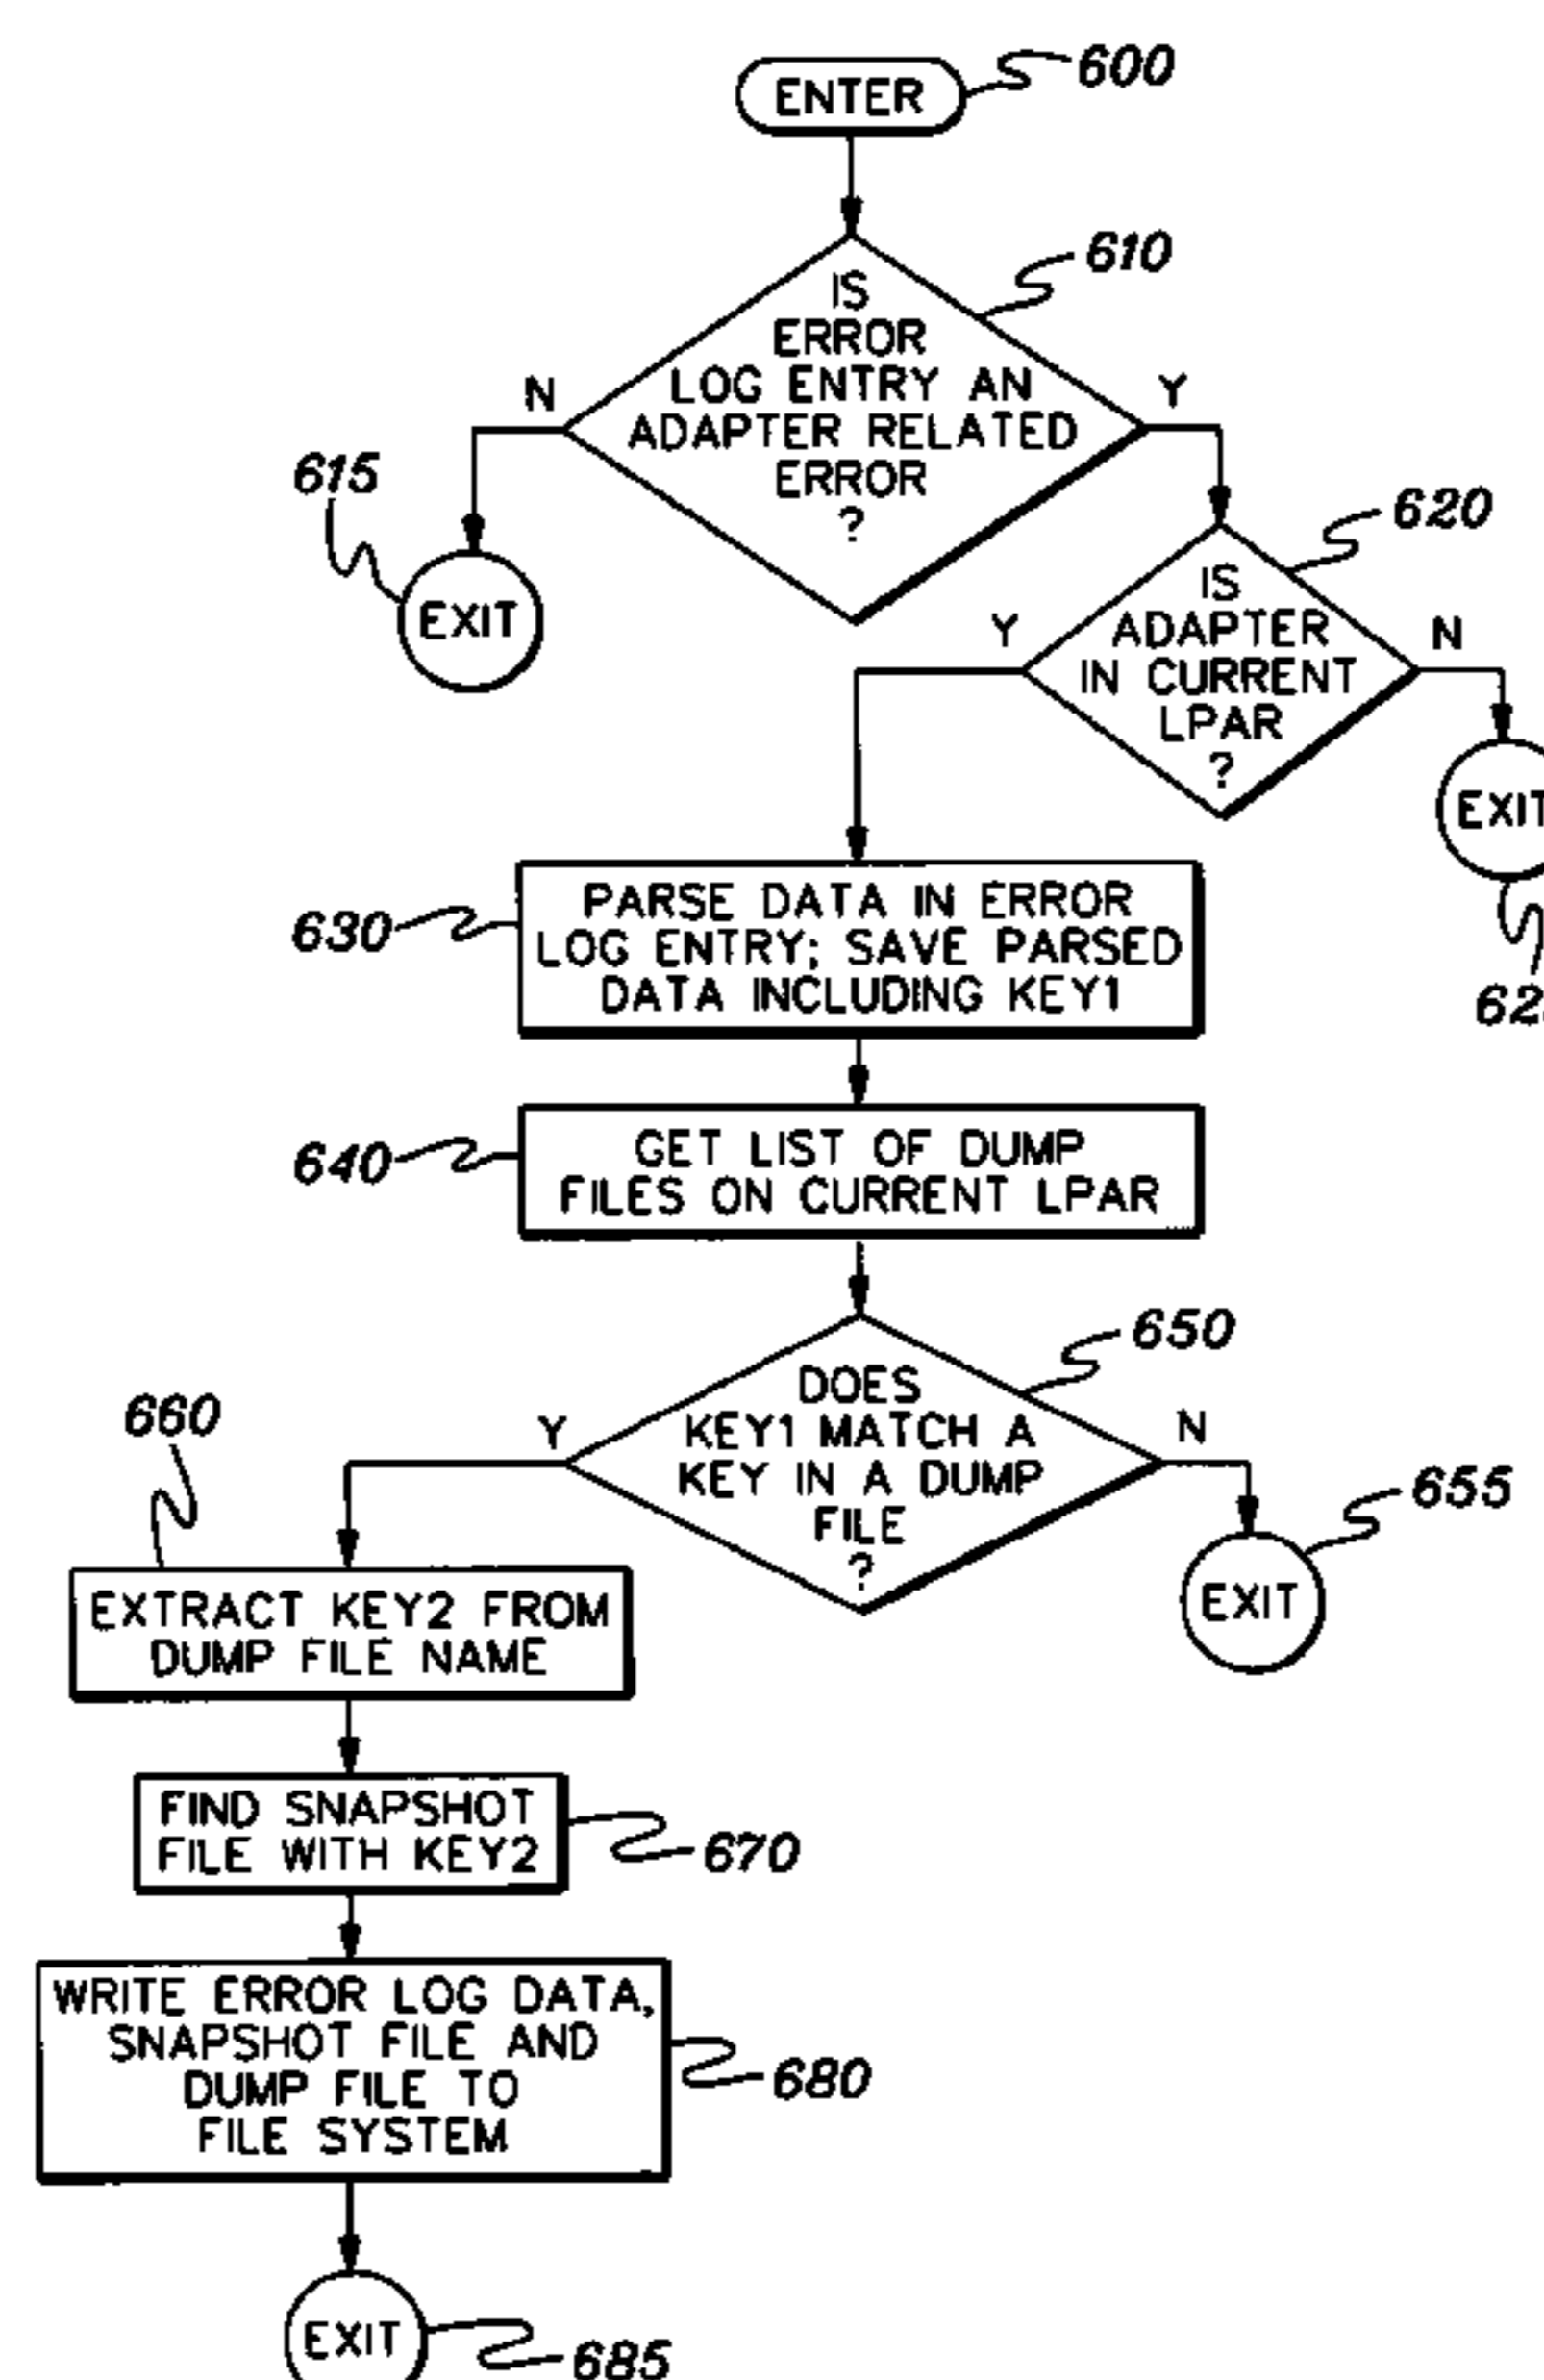 ENTER
600
IS
ERROR
LOG ENTRY AN
ADAPTER RELATED
ERROR
?
610
N
Y
615
EXIT
620
IS
ADAPTER
IN CURRENT
LPAR
?
Y
N
EXIT
630
PARSE DATA IN ERROR
LOG ENTRY; SAVE PARSED
DATA INCLUDING KEY1
640
GET LIST OF DUMP
FILES ON CURRENT LPAR
650
DOES
KEY1 MATCH A
KEY IN A DUMP
FILE
?
Y
N
655
EXIT
660
EXTRACT KEY2 FROM
DUMP FILE NAME
FIND SNAPSHOT
FILE WITH KEY2
670
WRITE ERROR LOG DATA,
SNAPSHOT FILE AND
DUMP FILE TO
FILE SYSTEM
680
EXIT
685